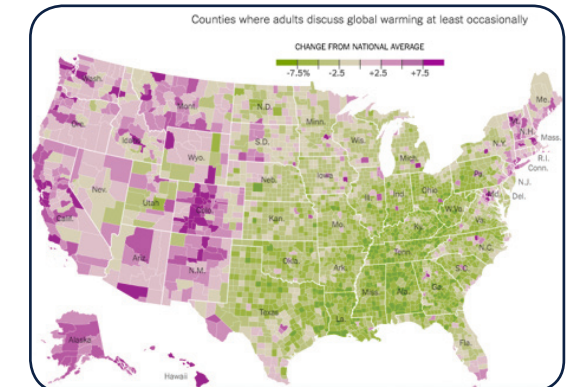 Counties where adults discuss global warming at least occasionally
CHANGE FROM NATIONAL AVERAGE
-7.5% -2.5 +2.5 +7.5
Wash.
Mont.
N.D.
Minn.
Me.
Ore.
Idaho
S.D.
Wis.
Mich.
N.Y.
N.H.
Mass.
Wyo.
R.I.
Conn.
Neb.
Iowa
Pa.
N.J.
Nev.
Utah
Colo.
Ill.
Ind.
Ohio
Md.
Del.
Calif.
Kan.
Mo.
Ky.
W.Va.
Va.
Ariz.
N.M.
Okla.
Ark.
Tenn.
N.C.
S.C.
Texas
La.
Miss.
Ala.
Ga.
Alaska
Fla.
Hawaii